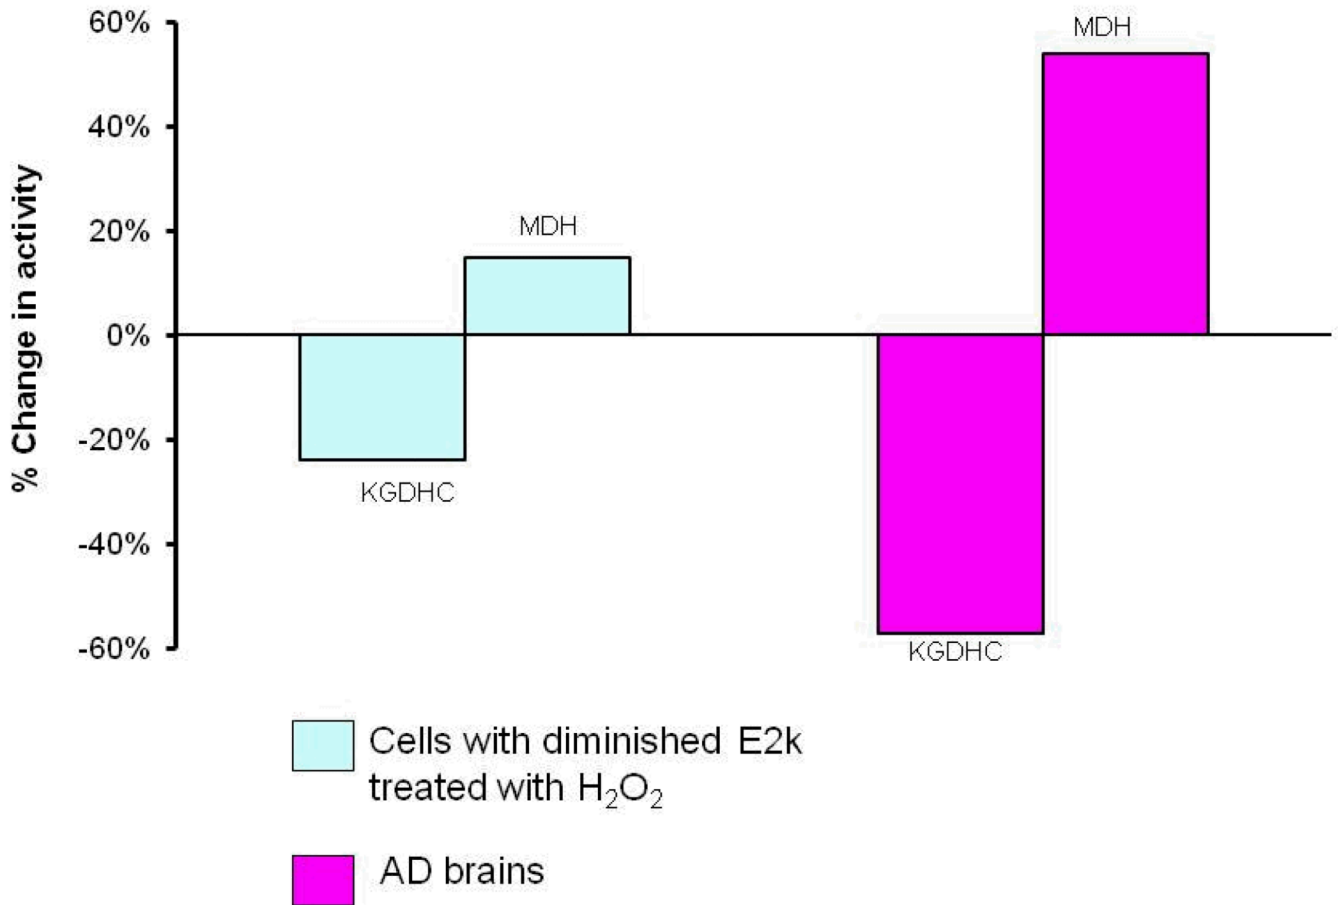 60%
MDH
40%
20%
MDH
0%
-20%
KGDHC
-40%
-60%
KGDHC
% Change in activity
Cells with diminished E2k
treated with H₂O₂
AD brains